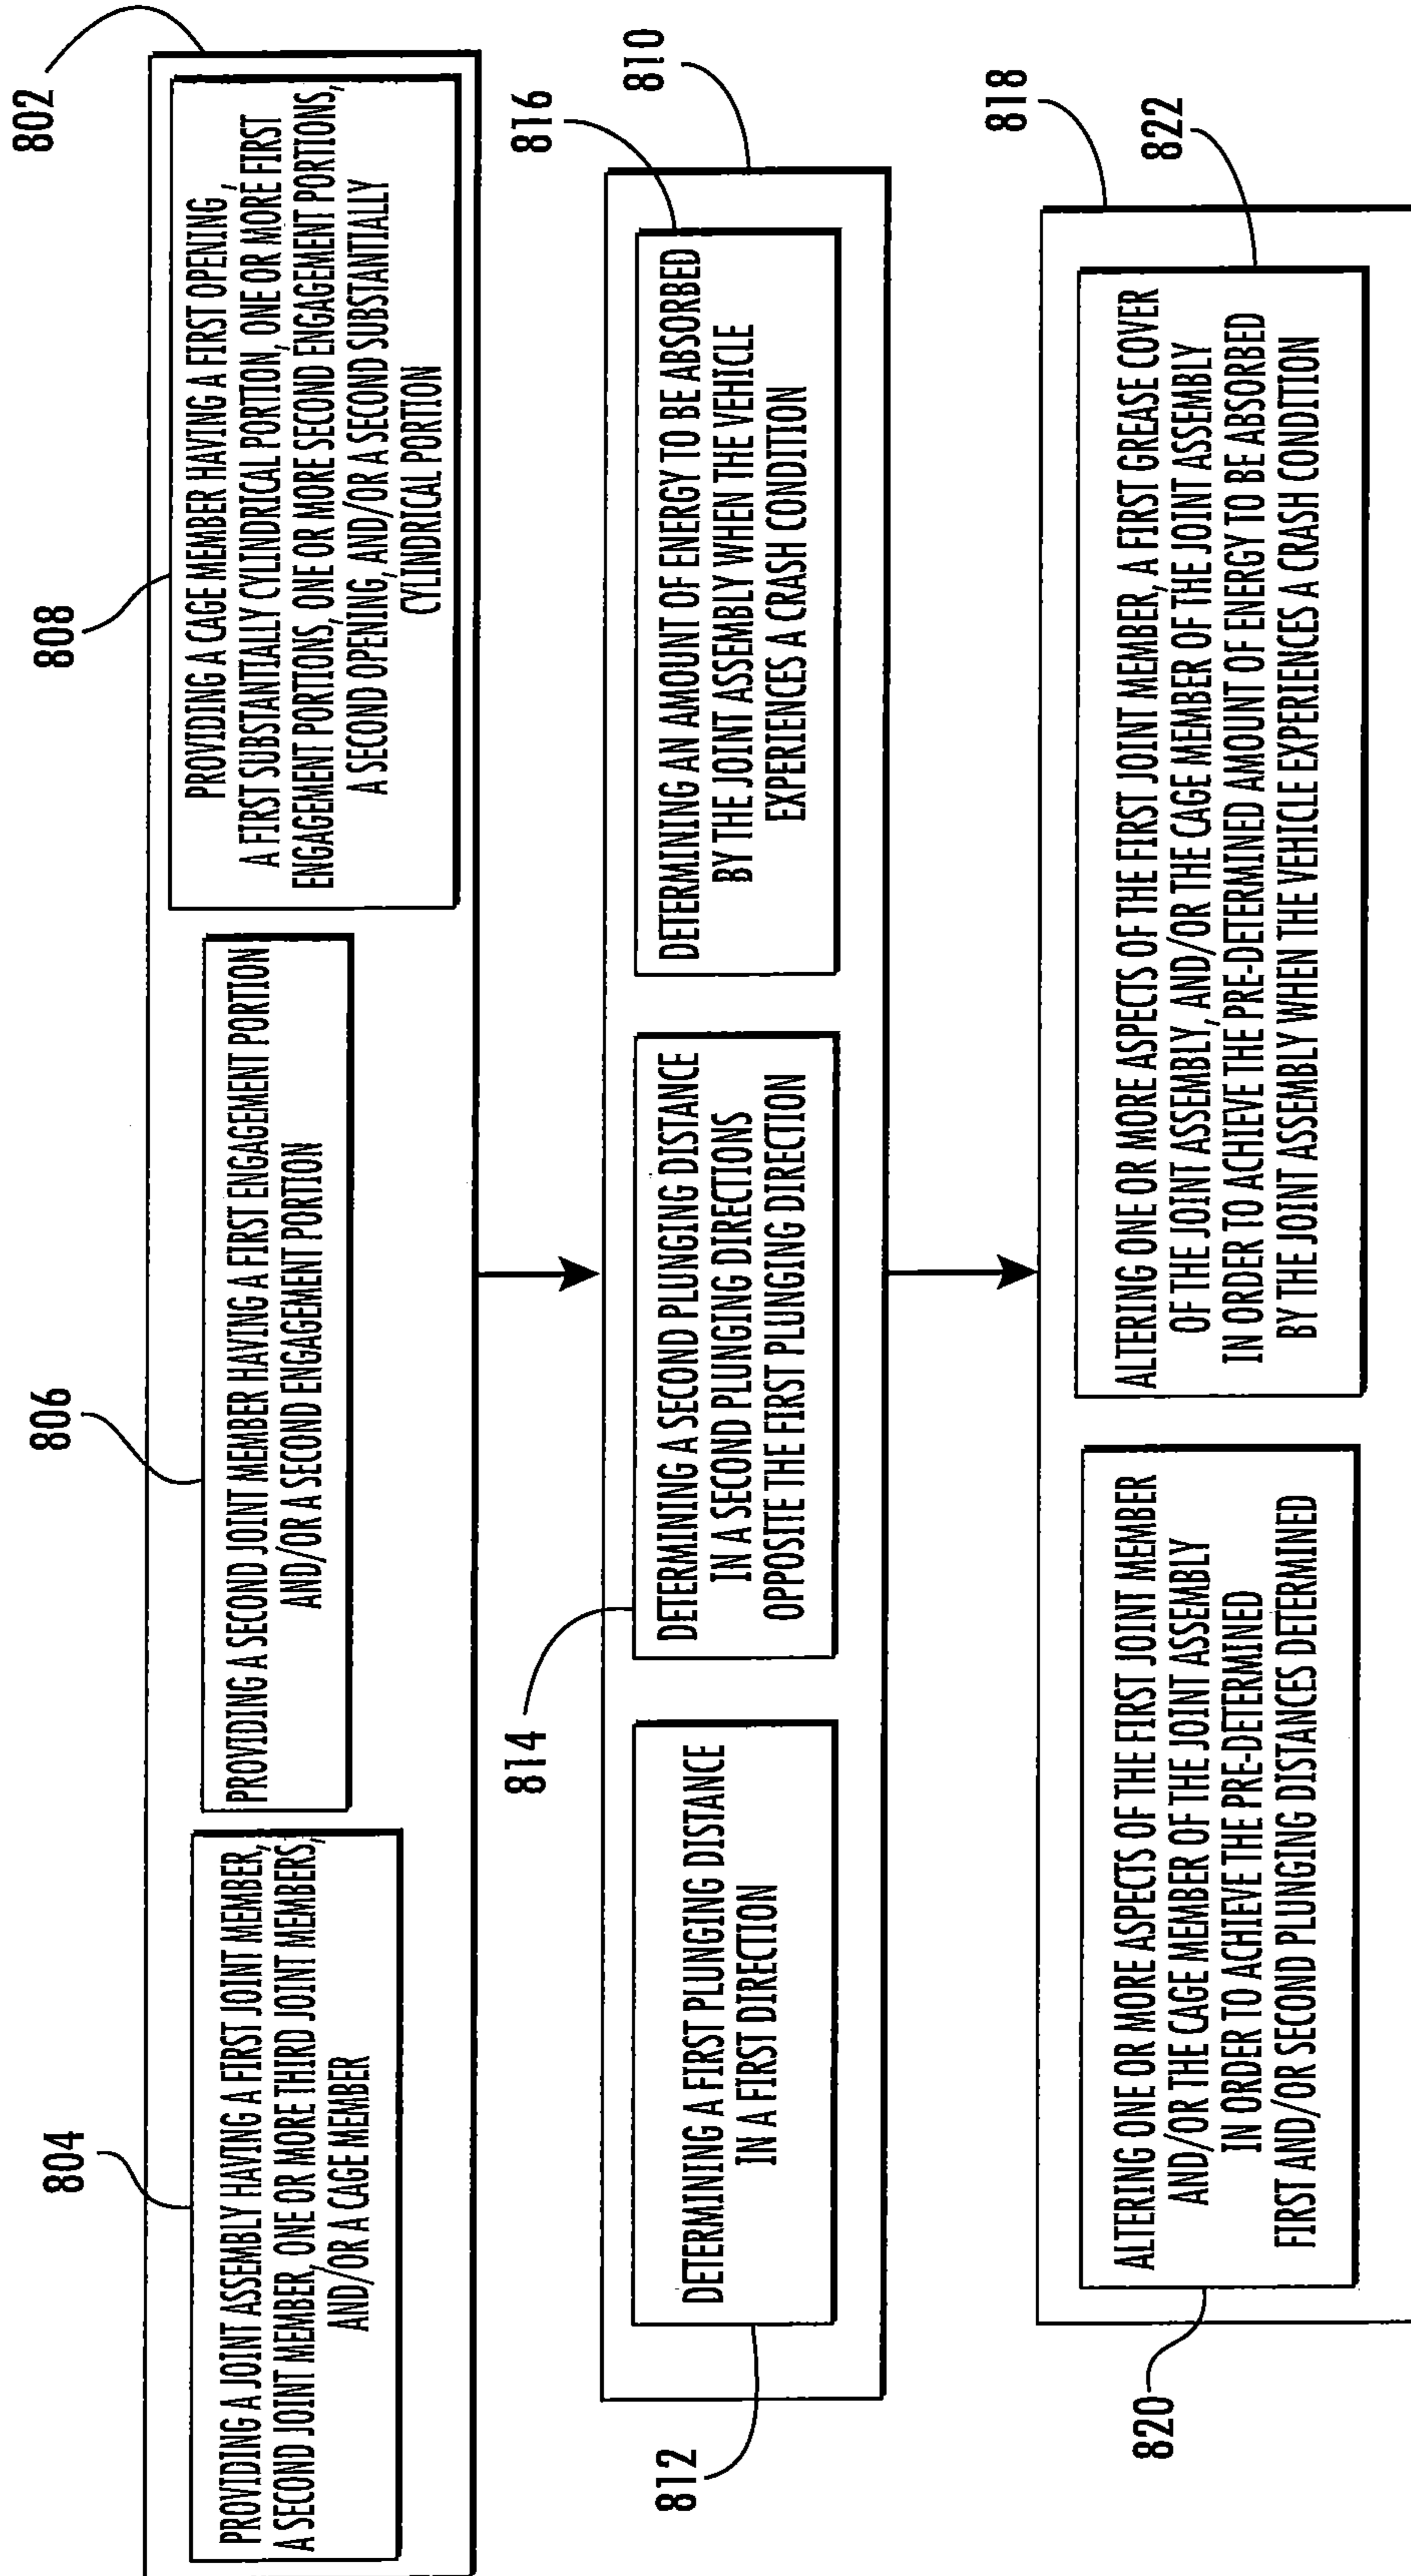 802
804
PROVIDING A JOINT ASSEMBLY HAVING A FIRST JOINT MEMBER,
A SECOND JOINT MEMBER, ONE OR MORE THIRD JOINT MEMBERS,
AND/OR A CAGE MEMBER
806
PROVIDING A SECOND JOINT MEMBER HAVING A FIRST ENGAGEMENT PORTION
AND/OR A SECOND ENGAGEMENT PORTION
808
PROVIDING A CAGE MEMBER HAVING A FIRST OPENING,
A FIRST SUBSTANTIALLY CYLINDRICAL PORTION, ONE OR MORE FIRST
ENGAGEMENT PORTIONS, ONE OR MORE SECOND ENGAGEMENT PORTIONS,
A SECOND OPENING, AND/OR A SECOND SUBSTANTIALLY
CYLINDRICAL PORTION
810
812
DETERMINING A FIRST PLUNGING DISTANCE
IN A FIRST DIRECTION
814
DETERMINING A SECOND PLUNGING DISTANCE
IN A SECOND PLUNGING DIRECTIONS
OPPOSITE THE FIRST PLUNGING DIRECTION
816
DETERMINING AN AMOUNT OF ENERGY TO BE ABSORBED
BY THE JOINT ASSEMBLY WHEN THE VEHICLE
EXPERIENCES A CRASH CONDITION
818
820
ALTERING ONE OR MORE ASPECTS OF THE FIRST JOINT MEMBER
AND/OR THE CAGE MEMBER OF THE JOINT ASSEMBLY
IN ORDER TO ACHIEVE THE PRE-DETERMINED
FIRST AND/OR SECOND PLUNGING DISTANCES DETERMINED
822
ALTERING ONE OR MORE ASPECTS OF THE FIRST JOINT MEMBER, A FIRST GREASE COVER
OF THE JOINT ASSEMBLY, AND/OR THE CAGE MEMBER OF THE JOINT ASSEMBLY
IN ORDER TO ACHIEVE THE PRE-DETERMINED AMOUNT OF ENERGY TO BE ABSORBED
BY THE JOINT ASSEMBLY WHEN THE VEHICLE EXPERIENCES A CRASH CONDITION